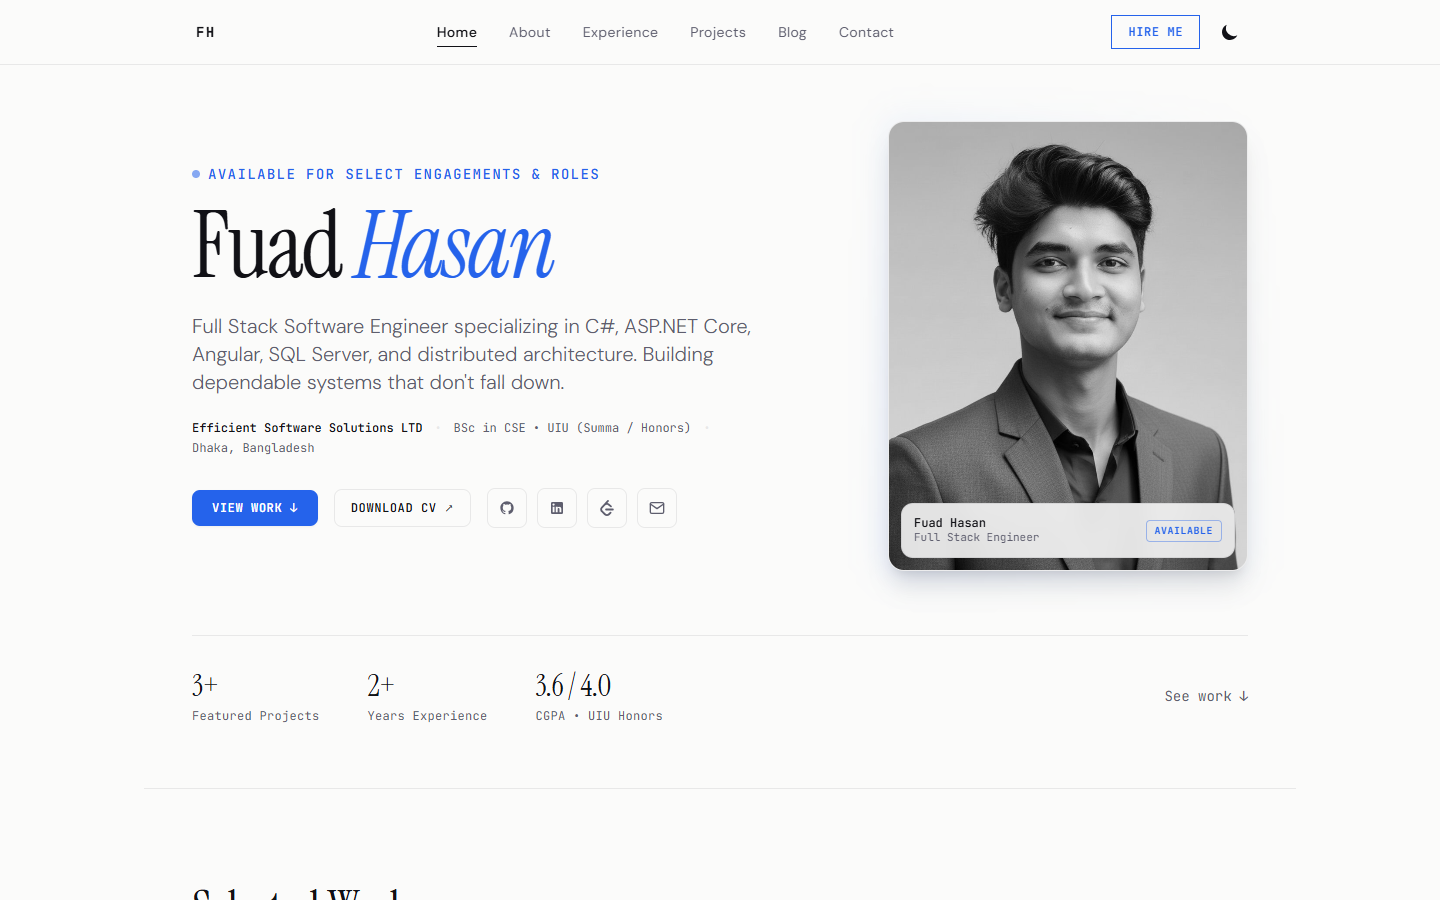 FH
Home
About
Experience
Projects
Blog
Contact
HIRE ME
AVAILABLE FOR SELECT ENGAGEMENTS & ROLES
Fuad Hasan
Full Stack Software Engineer specializing in C#, ASP.NET Core,
Angular, SQL Server, and distributed architecture. Building
dependable systems that don't fall down.
Efficient Software Solutions LTD · BSc in CSE • UIU (Summa / Honors) ·
Dhaka, Bangladesh
VIEW WORK ↓
DOWNLOAD CV ↗
Fuad Hasan
Full Stack Engineer
AVAILABLE
3+
Featured Projects
2+
Years Experience
3.6 / 4.0
CGPA • UIU Honors
See work ↓
Selected Work